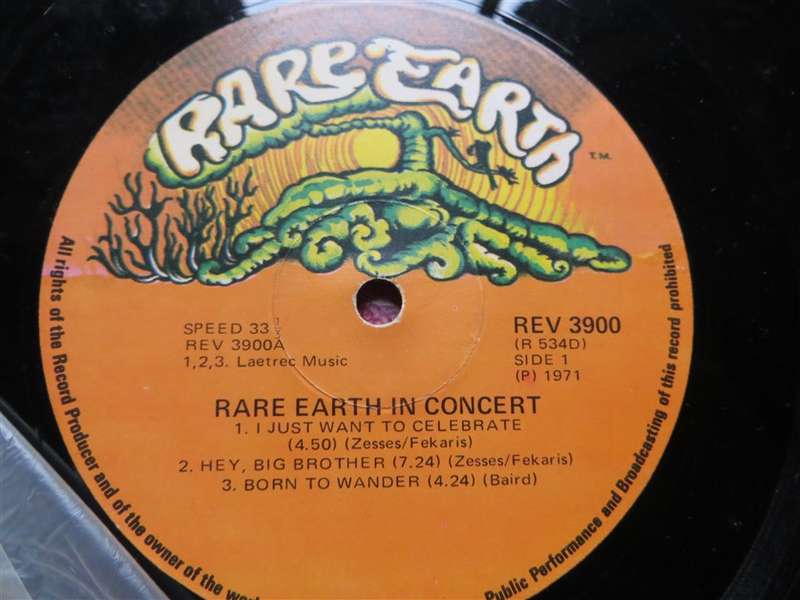 RARE EARTH
T.M.
SPEED 33 1/2
REV 3900A
1,2,3. Laetrec Music
REV 3900
(R 534D)
SIDE 1
(P) 1971
RARE EARTH IN CONCERT
1. I JUST WANT TO CELEBRATE
(4.50) (Zesses/Fekaris)
2. HEY, BIG BROTHER (7.24) (Zesses/Fekaris)
3. BORN TO WANDER (4.24) (Baird)
All rights of the Record Producer and of the owner of the
Public Performance and Broadcasting of this record prohibited